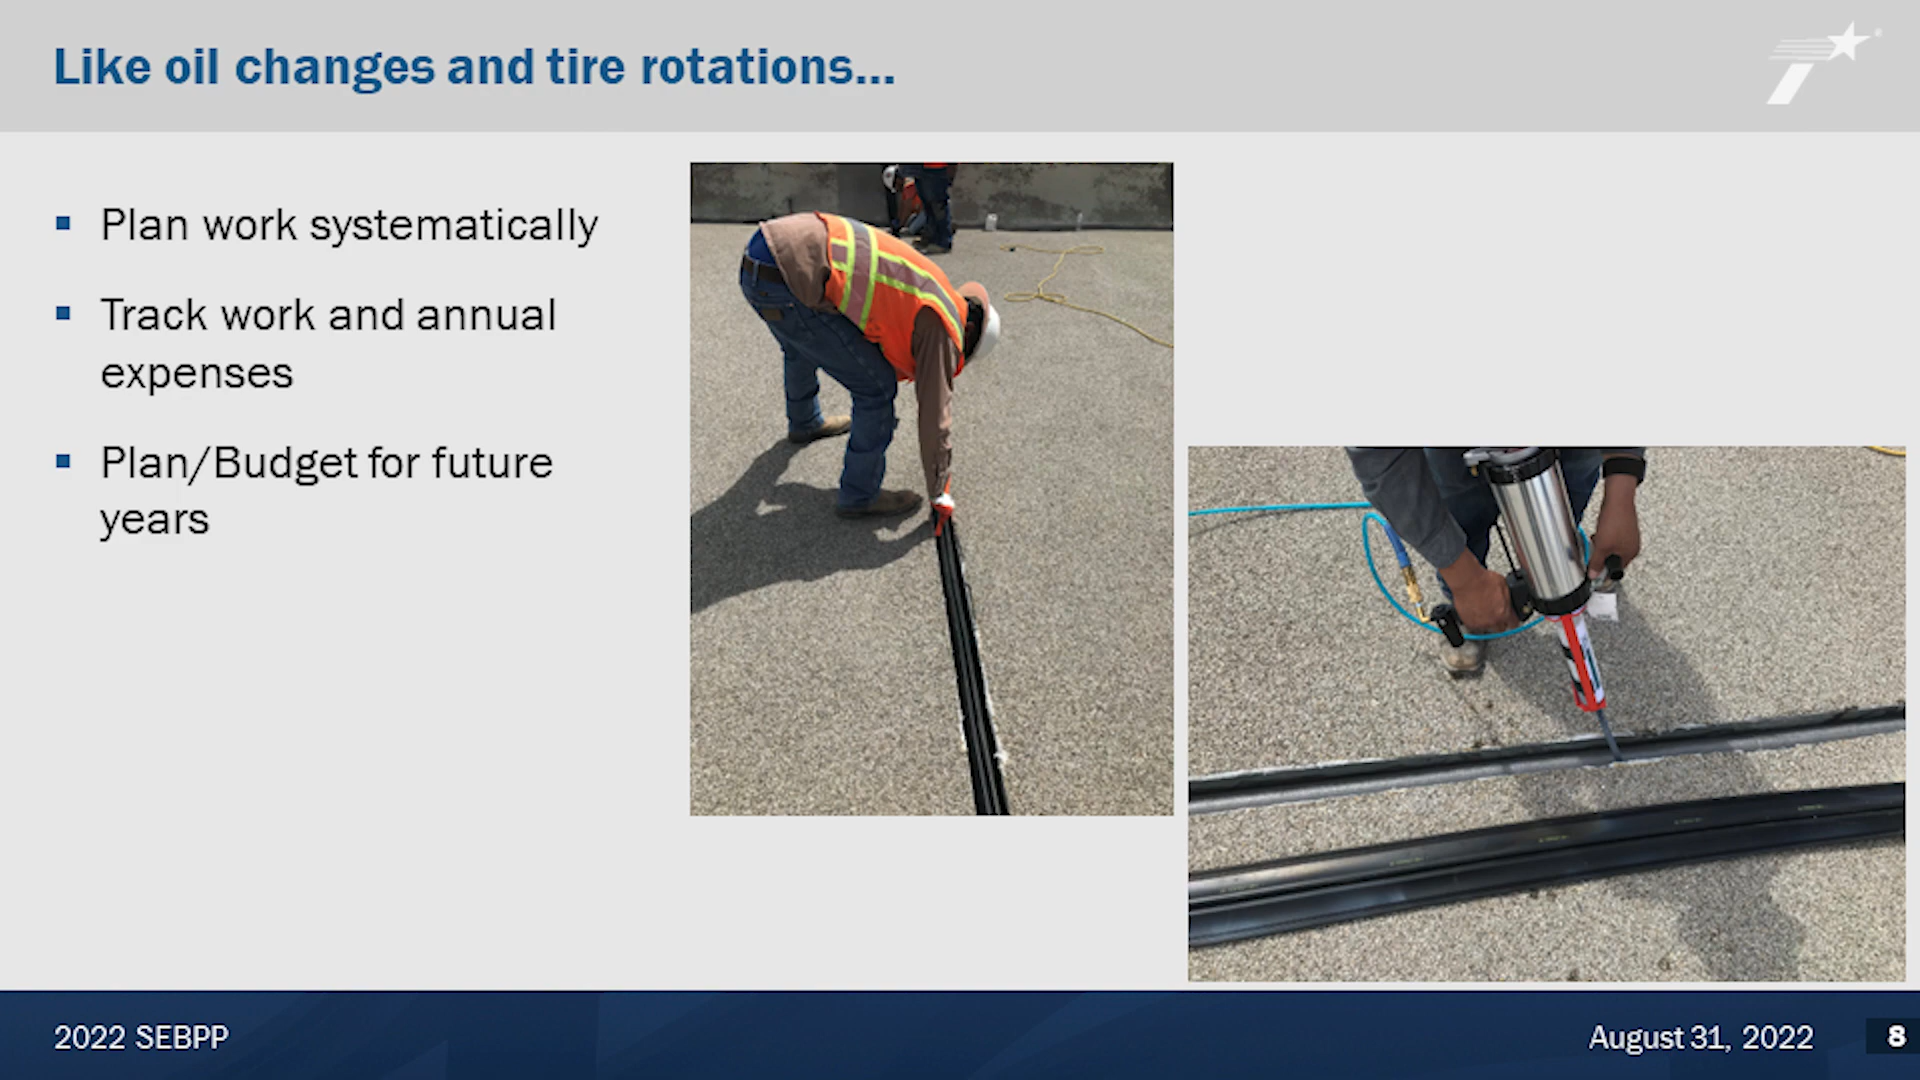 Like oil changes and tire rotations...
Plan work systematically
Track work and annual
expenses
Plan/Budget for future
years
2022 SEBPP
August 31, 2022
8